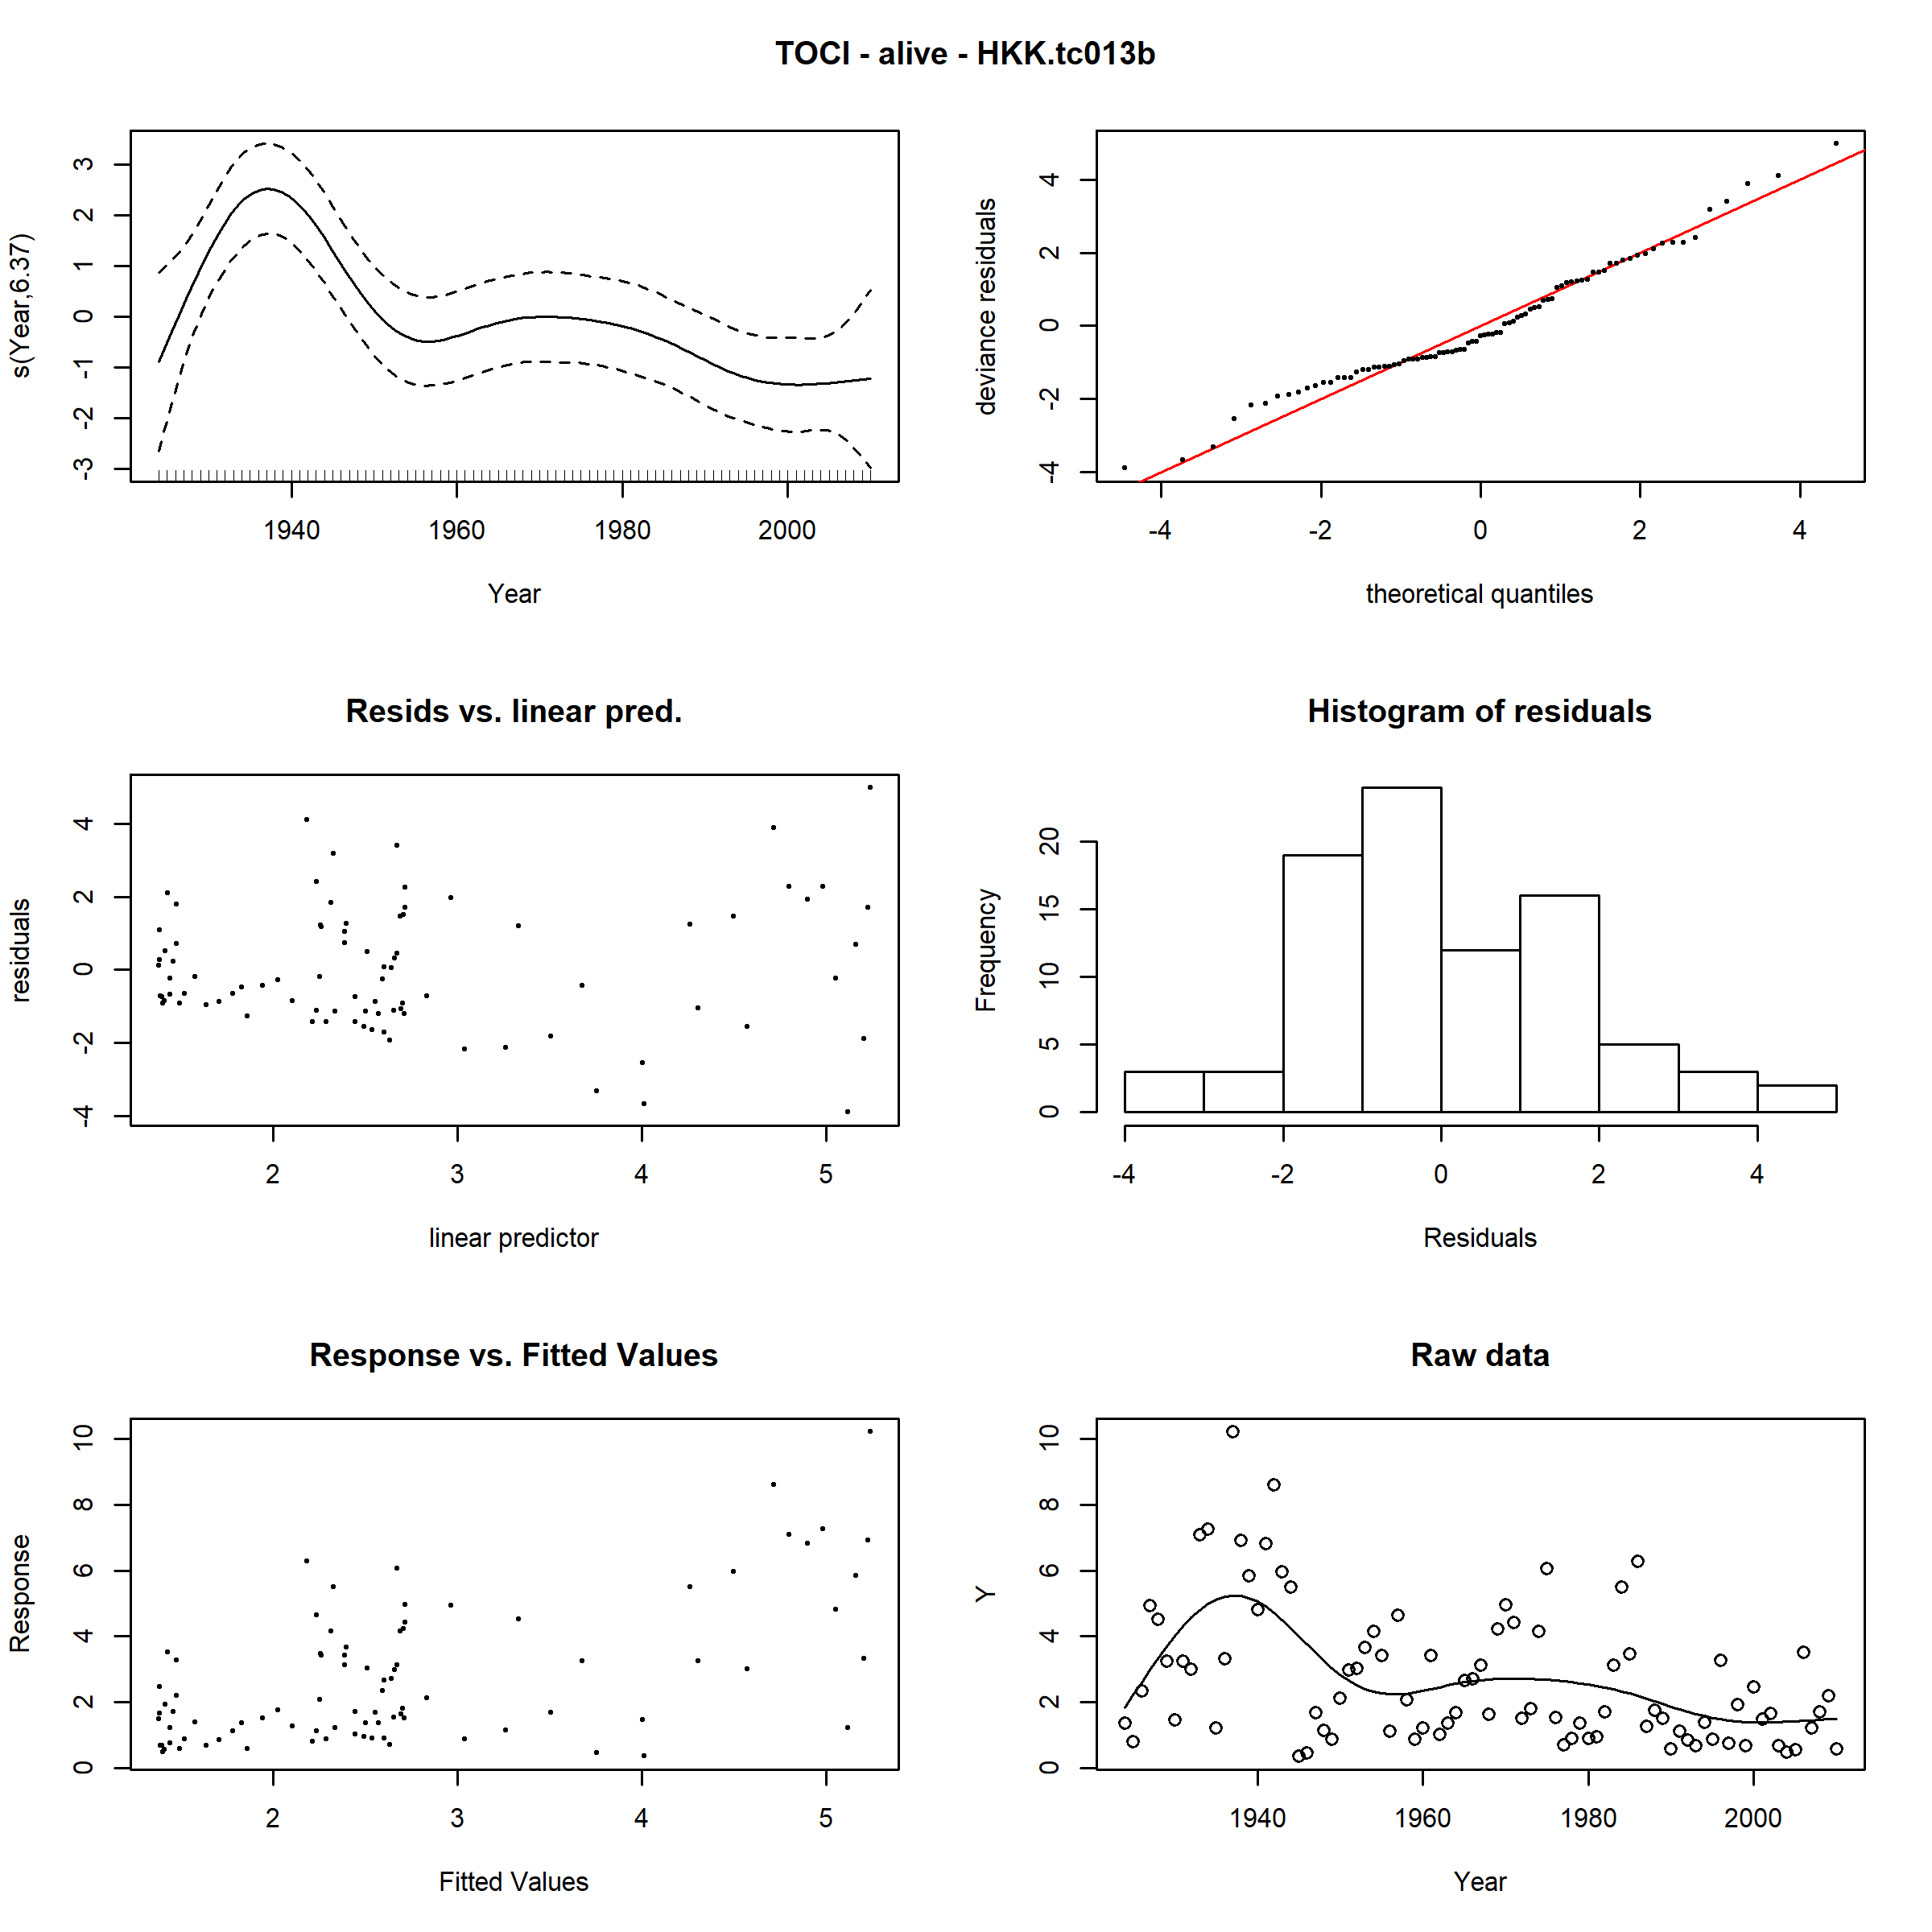 TOCI - alive - HKK.tc013b
s(Year,6.37)
3
2
1
0
-1
-2
-3
1940 1960 1980 2000
Year
deviance residuals
4
2
0
-2
-4
-4 -2 0 2 4
theoretical quantiles
Resids vs. linear pred.
residuals
4
2
0
-2
-4
2 3 4 5
linear predictor
Histogram of residuals
Frequency
20
15
10
5
0
-4 -2 0 2 4
Residuals
Response vs. Fitted Values
Response
10
8
6
4
2
0
2 3 4 5
Fitted Values
Raw data
Y
10
8
6
4
2
0
1940 1960 1980 2000
Year